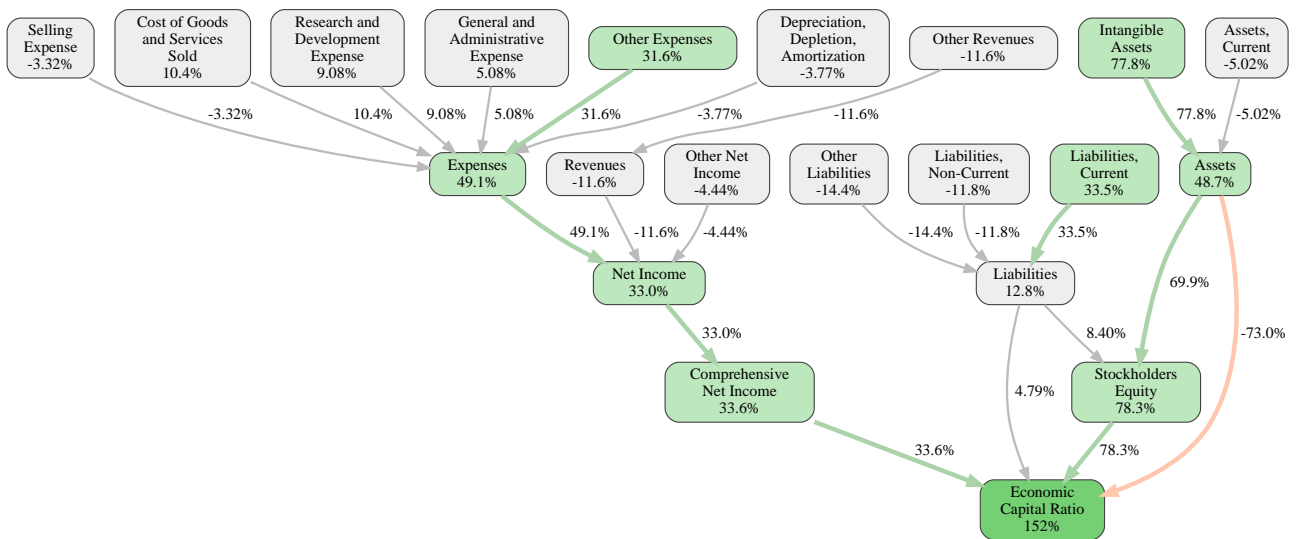 Selling
Expense
-3.32%
Cost of Goods
and Services
Sold
10.4%
Research and
Development
Expense
9.08%
General and
Administrative
Expense
5.08%
Other Expenses
31.6%
Depreciation,
Depletion,
Amortization
-3.77%
Other Revenues
-11.6%
Intangible
Assets
77.8%
Assets,
Current
-5.02%
-3.32%
10.4%
9.08%
5.08%
31.6%
-3.77%
-11.6%
77.8%
-5.02%
Expenses
49.1%
Revenues
-11.6%
Other Net
Income
-4.44%
Other
Liabilities
-14.4%
Liabilities,
Non-Current
-11.8%
Liabilities,
Current
33.5%
Assets
48.7%
49.1%
-11.6%
-4.44%
-14.4%
-11.8%
33.5%
Net Income
33.0%
Liabilities
12.8%
69.9%
33.0%
8.40%
-73.0%
Comprehensive
Net Income
33.6%
4.79%
Stockholders
Equity
78.3%
33.6%
78.3%
Economic
Capital Ratio
152%